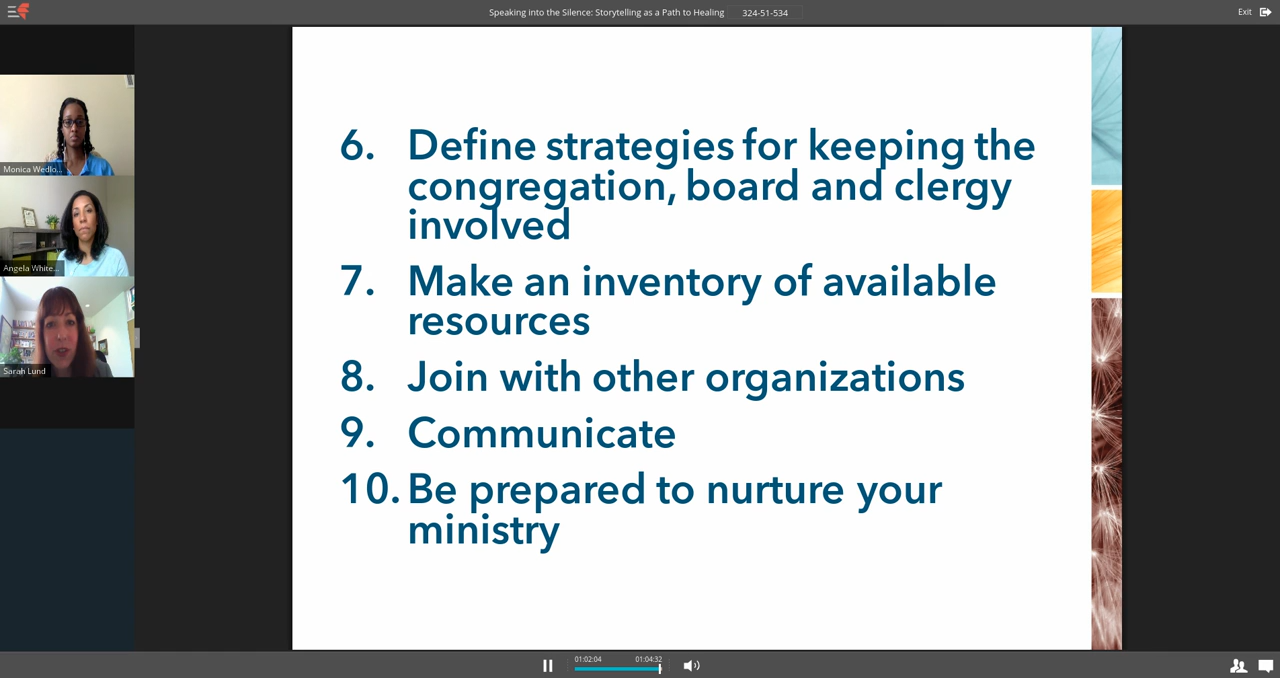 Speaking into the Silence: Storytelling as a Path to Healing 324-51-534
Exit
Monica Wedlo...
Angela White...
Sarah Lund
6. Define strategies for keeping the
congregation, board and clergy
involved
7. Make an inventory of available
resources
8. Join with other organizations
9. Communicate
10. Be prepared to nurture your
ministry
01:02:04 01:04:32